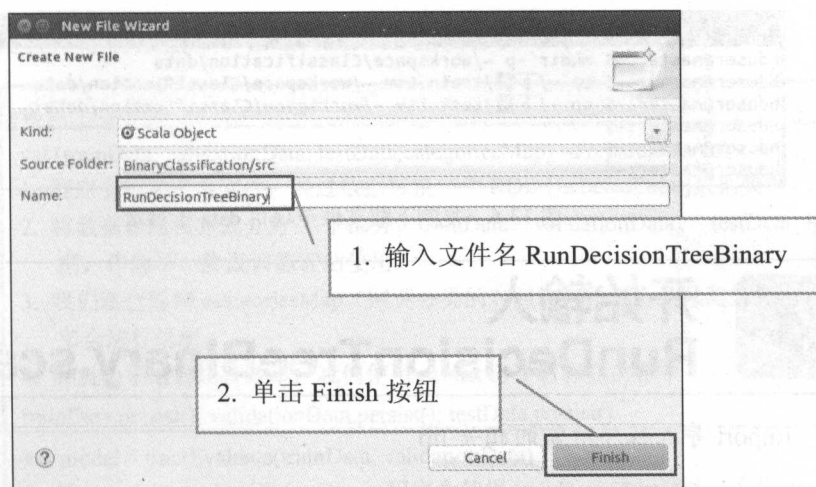 New File Wizard
Create New File
Kind: Scala Object
Source Folder: BinaryClassification/src
Name: RunDecisionTreeBinary
1. 输入文件名 RunDecisionTreeBinary
2. 单击 Finish 按钮
Cancel
Finish